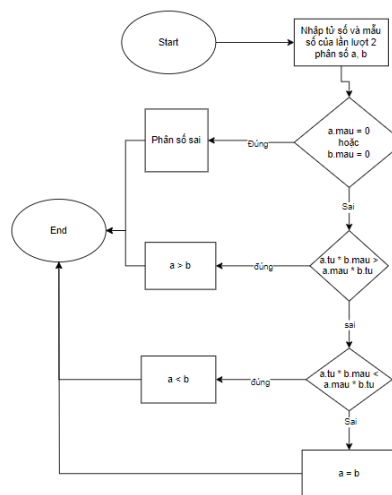 Start
Nhập tử số và mẫu
số của lần lượt 2
phân số a, b
a.mau = 0
hoặc
b.mau = 0
Đúng
Phân số sai
Sai
End
a.tu * b.mau >
a.mau * b.tu
đúng
a > b
sai
a.tu * b.mau <
a.mau * b.tu
đúng
a < b
Sai
a = b